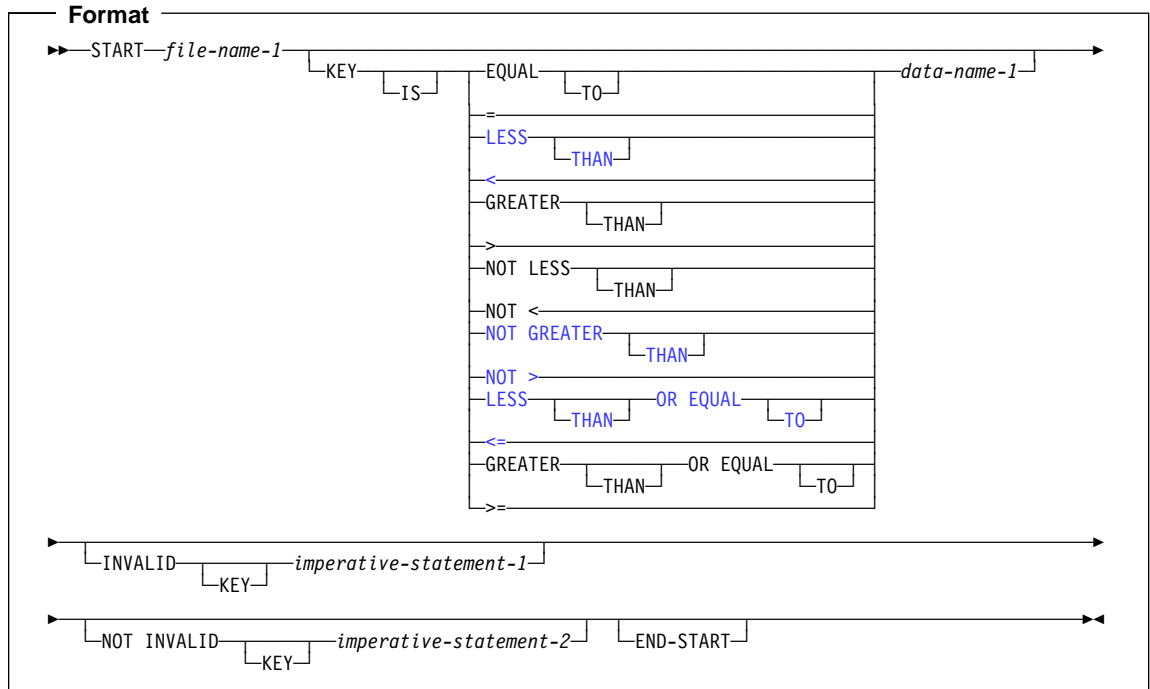 Format
START file-name-1
KEY IS EQUAL TO data-name-1
=
LESS THAN
<
GREATER THAN
>
NOT LESS THAN
NOT <
NOT GREATER THAN
NOT >
LESS THAN OR EQUAL TO
<=
GREATER THAN OR EQUAL TO
>=
INVALID KEY imperative-statement-1
NOT INVALID KEY imperative-statement-2 END-START